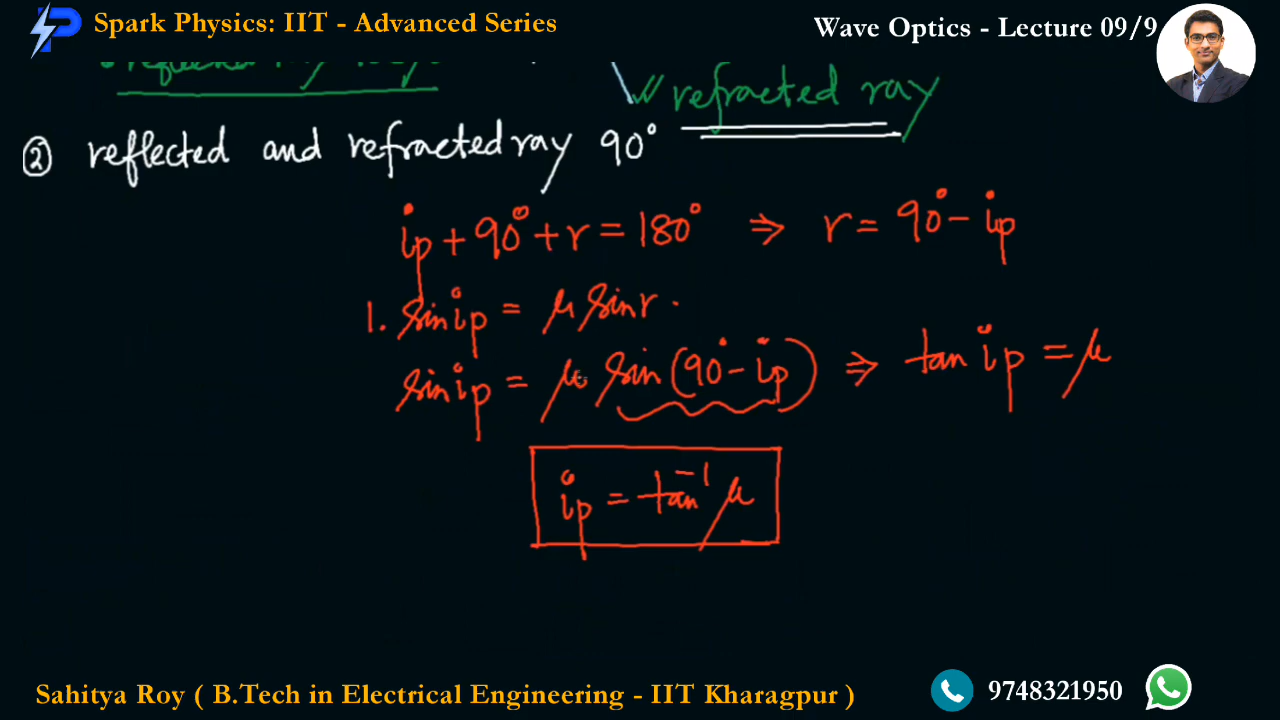 Spark Physics: IIT - Advanced Series
Wave Optics - Lecture 09/9
refracted ray
② reflected and refracted ray 90°
ip + 90° + r = 180° ⇒ r = 90° - ip
1. sin ip = μ sin r.
sin ip = μ sin (90° - ip) ⇒ tan ip = μ
ip = tan⁻¹ μ
Sahitya Roy ( B.Tech in Electrical Engineering - IIT Kharagpur )
9748321950